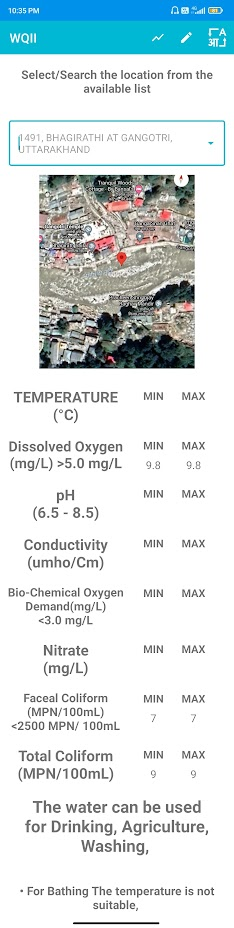 10:35 PM
WQII
Select/Search the location from the
available list
1491, BHAGIRATHI AT GANGOTRI,
UTTARAKHAND
Tranquil Woods
TEMPERATURE MIN MAX
(°C)
Dissolved Oxygen MIN MAX
(mg/L) >5.0 mg/L 9.8 9.8
pH MIN MAX
(6.5 - 8.5)
Conductivity MIN MAX
(umho/Cm)
Bio-Chemical Oxygen MIN MAX
Demand(mg/L)
<3.0 mg/L
Nitrate MIN MAX
(mg/L)
Faceal Coliform MIN MAX
(MPN/100mL) 7 7
<2500 MPN/ 100mL
Total Coliform MIN MAX
(MPN/100mL) 9 9
The water can be used
for Drinking, Agriculture,
Washing,
• For Bathing The temperature is not
suitable,